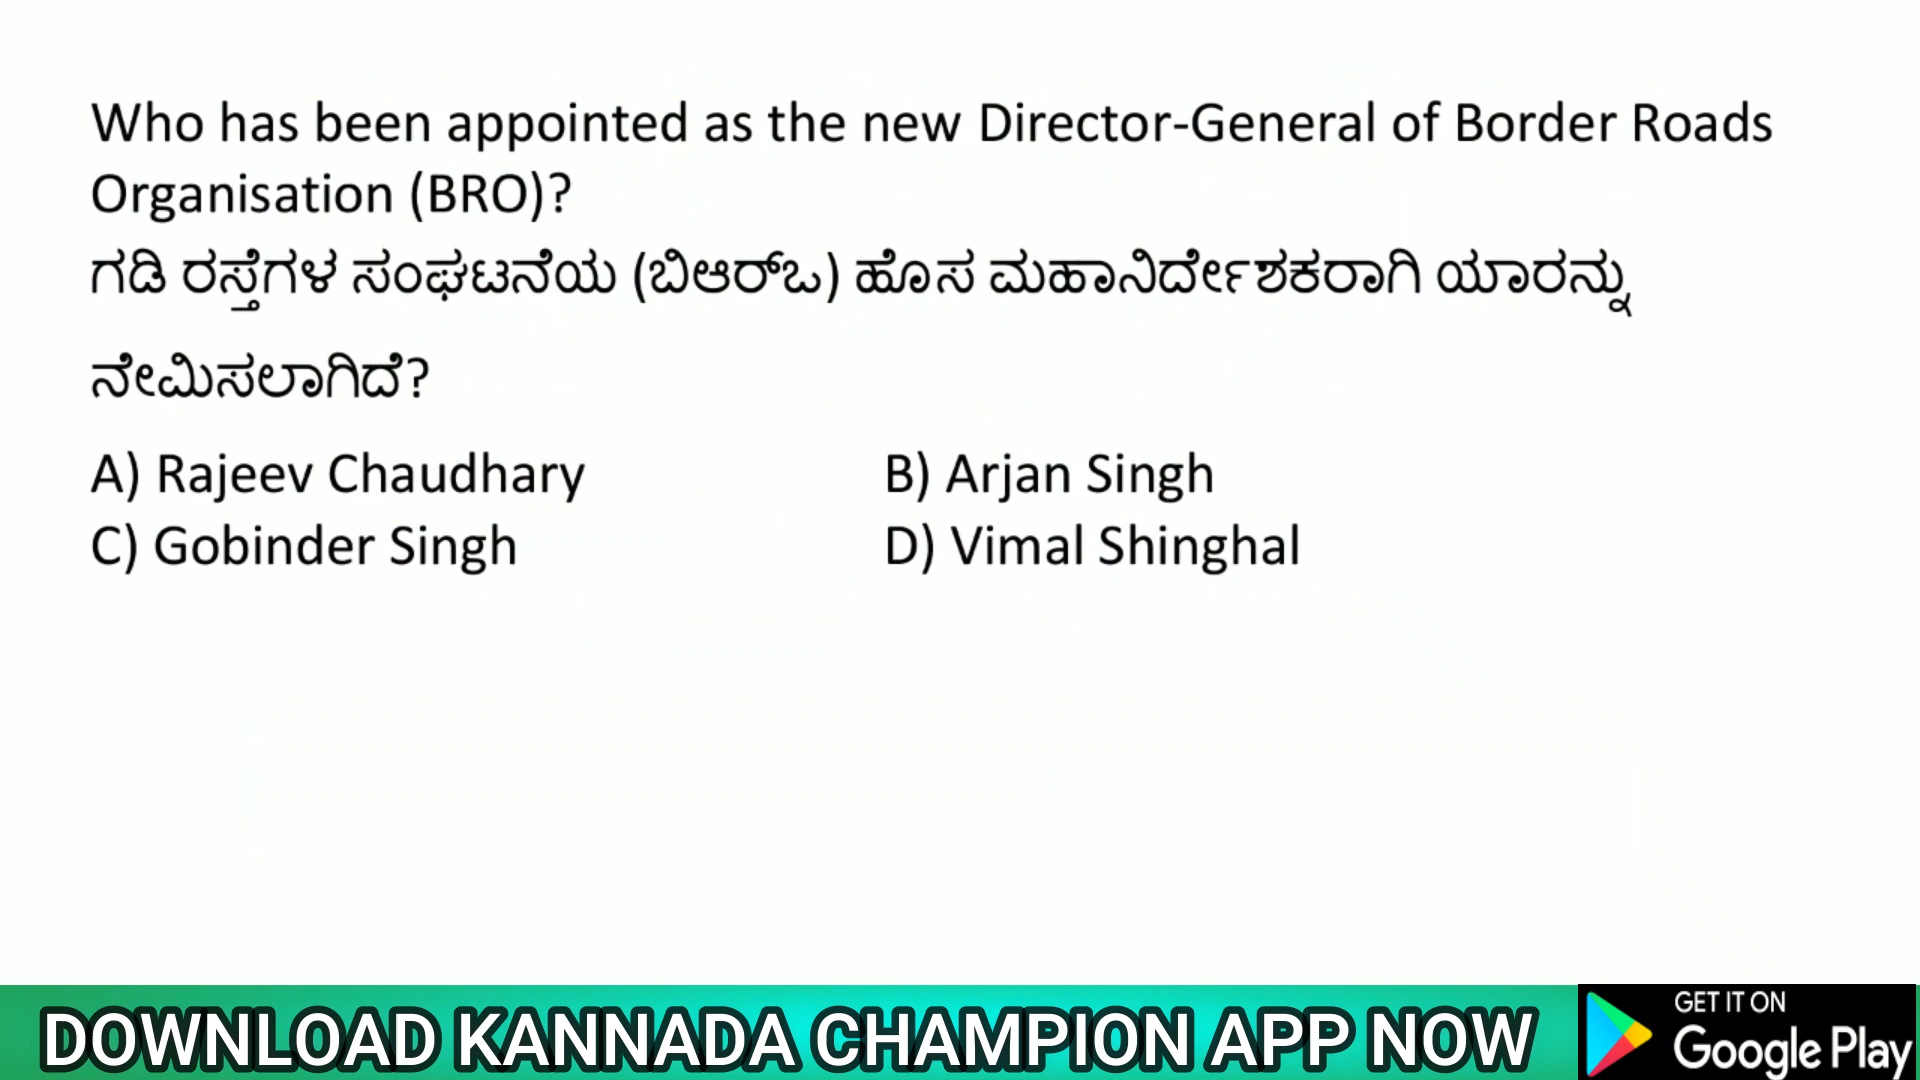 Who has been appointed as the new Director-General of Border Roads
Organisation (BRO)?
ಗಡಿ ರಸ್ತೆಗಳ ಸಂಘಟನೆಯ (ಬಿಆರ್‌ಒ) ಹೊಸ ಮಹಾನಿರ್ದೇಶಕರಾಗಿ ಯಾರನ್ನು
ನೇಮಿಸಲಾಗಿದೆ?
A) Rajeev Chaudhary B) Arjan Singh
C) Gobinder Singh D) Vimal Shinghal
DOWNLOAD KANNADA CHAMPION APP NOW
GET IT ON
Google Play